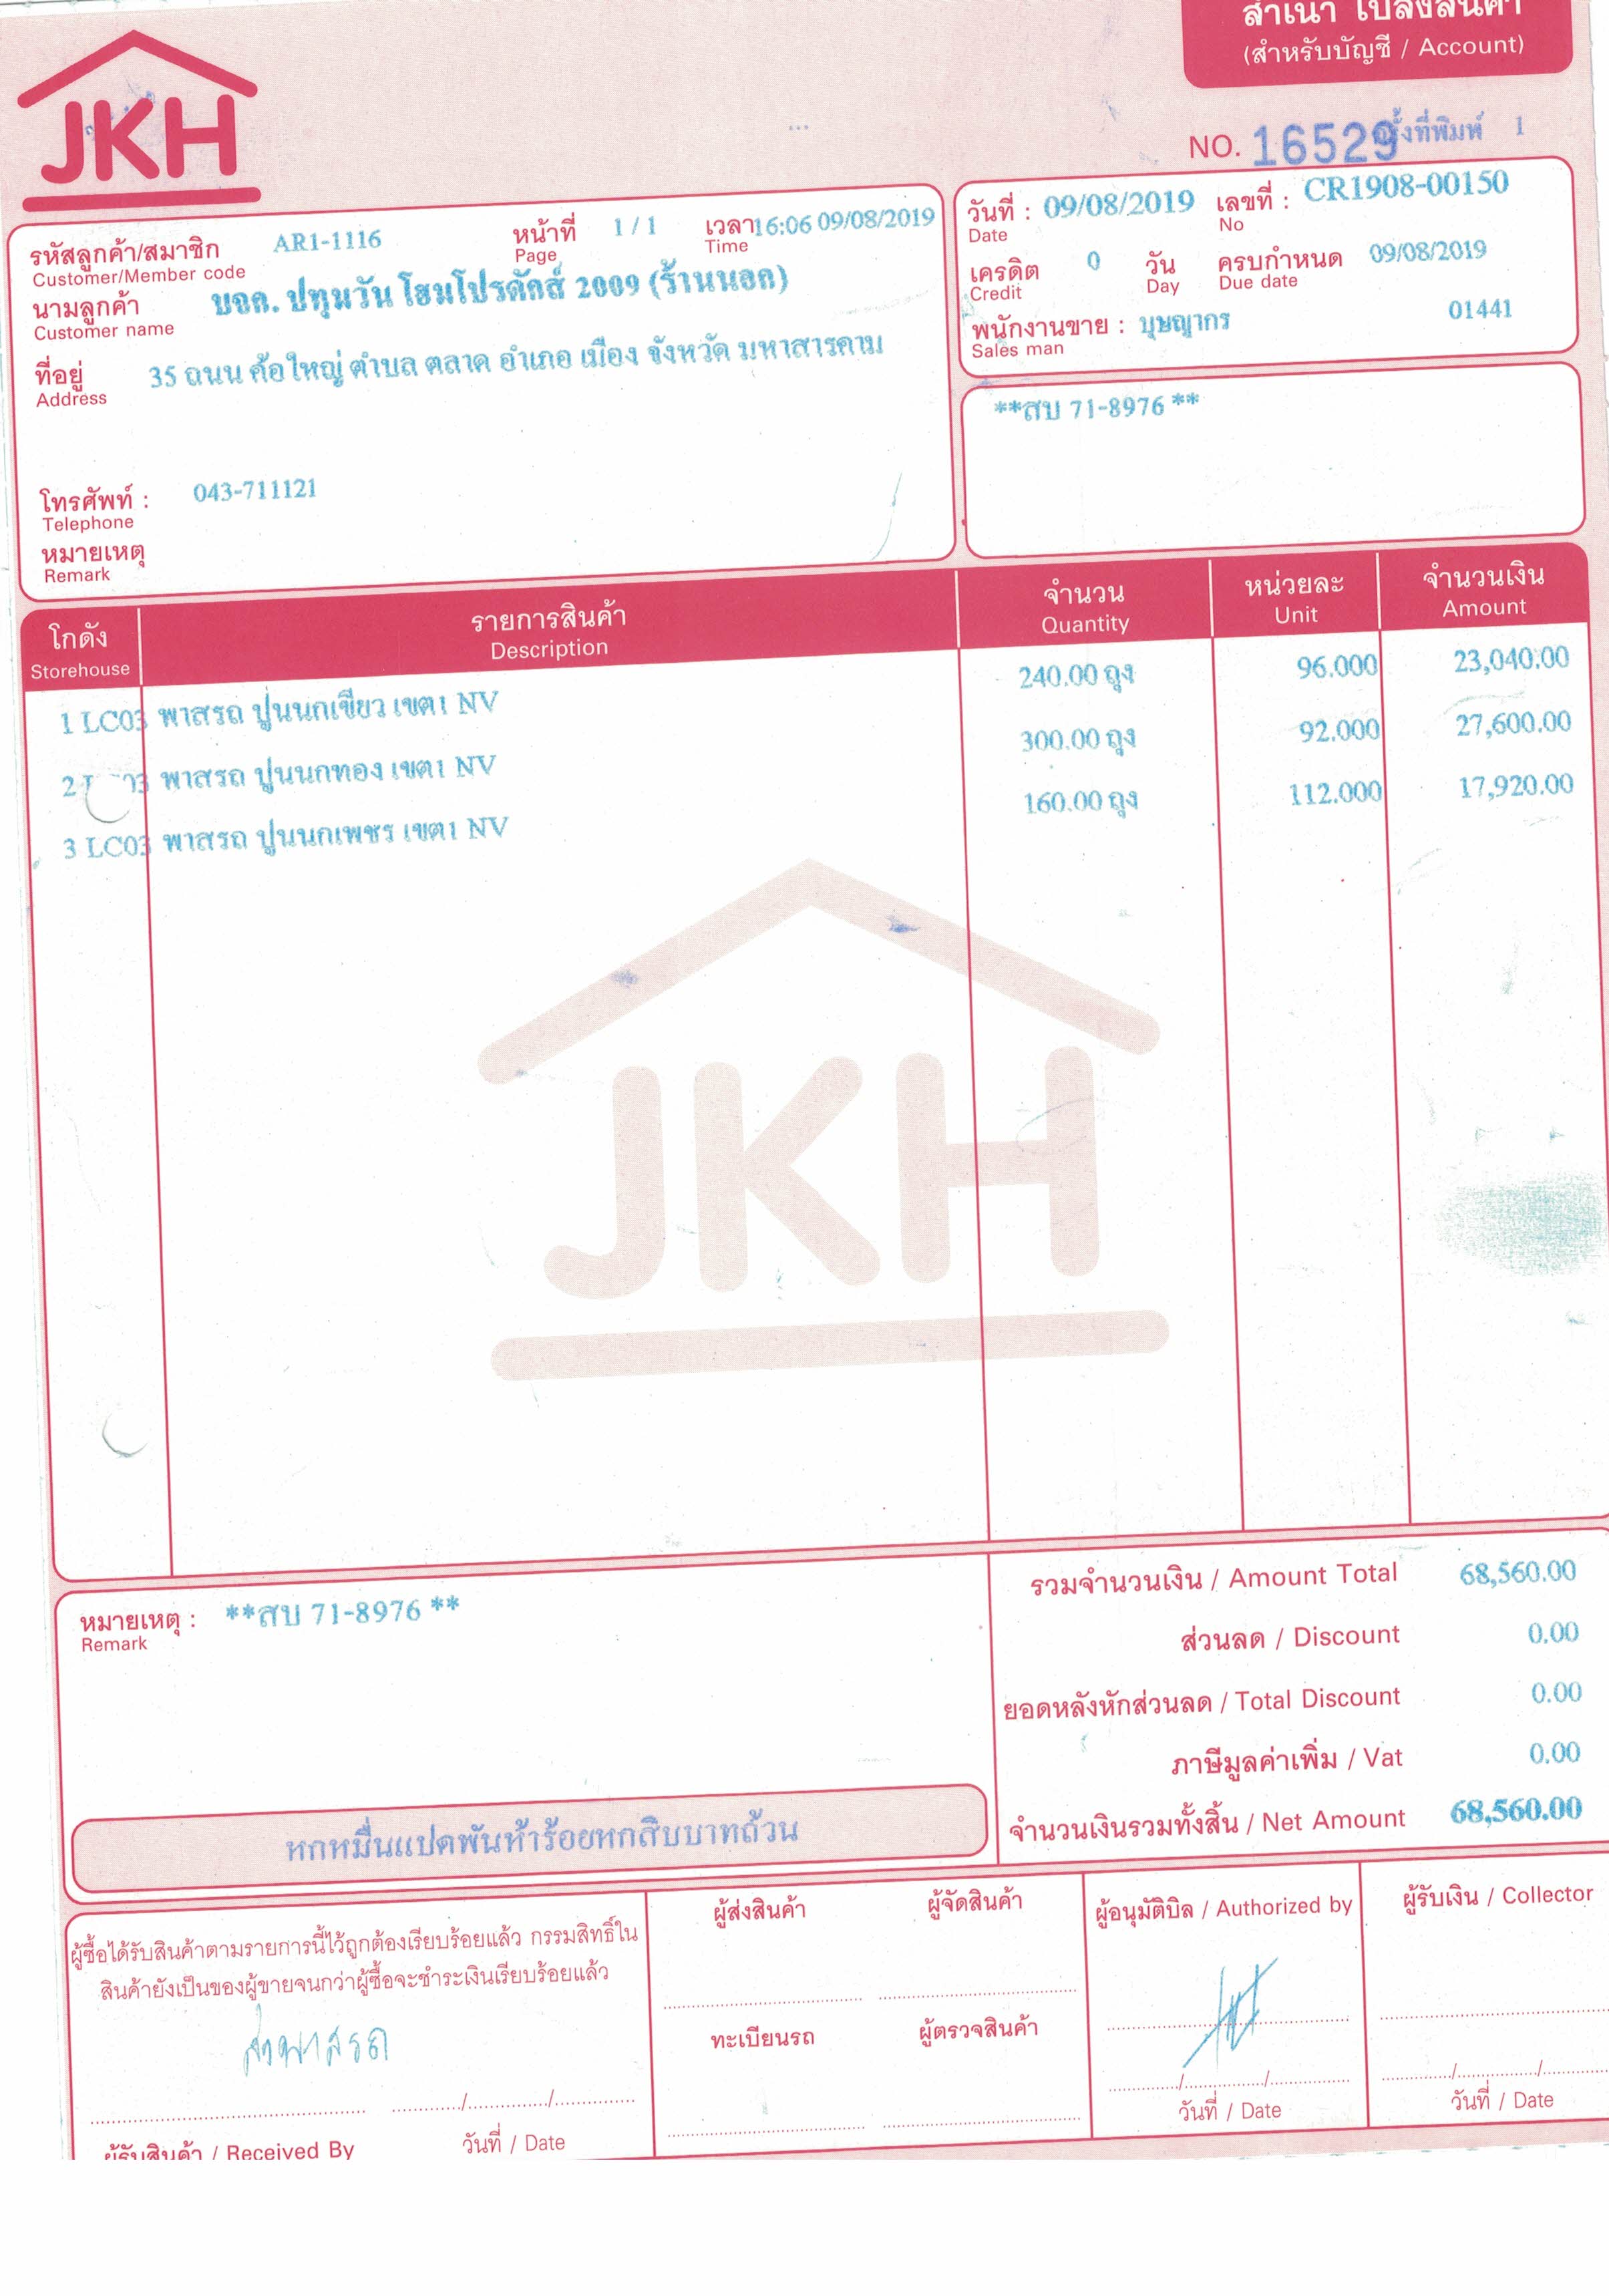 สำเนา ใบส่งสินค้า
(สำหรับบัญชี / Account)
JKH
NO. 16529 ครั้งที่พิมพ์ 1
รหัสลูกค้า/สมาชิก AR1-1116 หน้าที่ 1 / 1 เวลา 16:06 09/08/2019
Customer/Member code Page Time
นามลูกค้า บจก. ปทุมวัน โฮมโปรดักส์ 2009 (ร้านนอก)
Customer name
ที่อยู่ 35 ถนน ค้อใหญ่ ตำบล ตลาด อำเภอ เมือง จังหวัด มหาสารคาม
Address
โทรศัพท์ : 043-711121
Telephone
หมายเหตุ
Remark
วันที่ : 09/08/2019 เลขที่ : CR1908-00150
Date No
เครดิต 0 วัน ครบกำหนด 09/08/2019
Credit Day Due date
พนักงานขาย : บุษญากร 01441
Sales man
**สบ 71-8976 **
โกดัง รายการสินค้า จำนวน หน่วยละ จำนวนเงิน
Storehouse Description Quantity Unit Amount
1 LC03 พาสรถ ปูนนกเขียว เขต1 NV 240.00 ถุง 96.000 23,040.00
2 03 พาสรถ ปูนนกทอง เขต1 NV 300.00 ถุง 92.000 27,600.00
3 LC03 พาสรถ ปูนนกเพชร เขต1 NV 160.00 ถุง 112.000 17,920.00
JKH
รวมจำนวนเงิน / Amount Total 68,560.00
หมายเหตุ : **สบ 71-8976 **
Remark
ส่วนลด / Discount 0.00
ยอดหลังหักส่วนลด / Total Discount 0.00
ภาษีมูลค่าเพิ่ม / Vat 0.00
จำนวนเงินรวมทั้งสิ้น / Net Amount 68,560.00
หกหมื่นแปดพันห้าร้อยหกสิบบาทถ้วน
ผู้ซื้อได้รับสินค้าตามรายการนี้ไว้ถูกต้องเรียบร้อยแล้ว กรรมสิทธิ์ใน
สินค้ายังเป็นของผู้ขายจนกว่าผู้ซื้อจะชำระเงินเรียบร้อยแล้ว
ผู้รับสินค้า / Received By วันที่ / Date
ผู้ส่งสินค้า ผู้จัดสินค้า
ทะเบียนรถ ผู้ตรวจสินค้า
ผู้อนุมัติบิล / Authorized by
วันที่ / Date
ผู้รับเงิน / Collector
วันที่ / Date